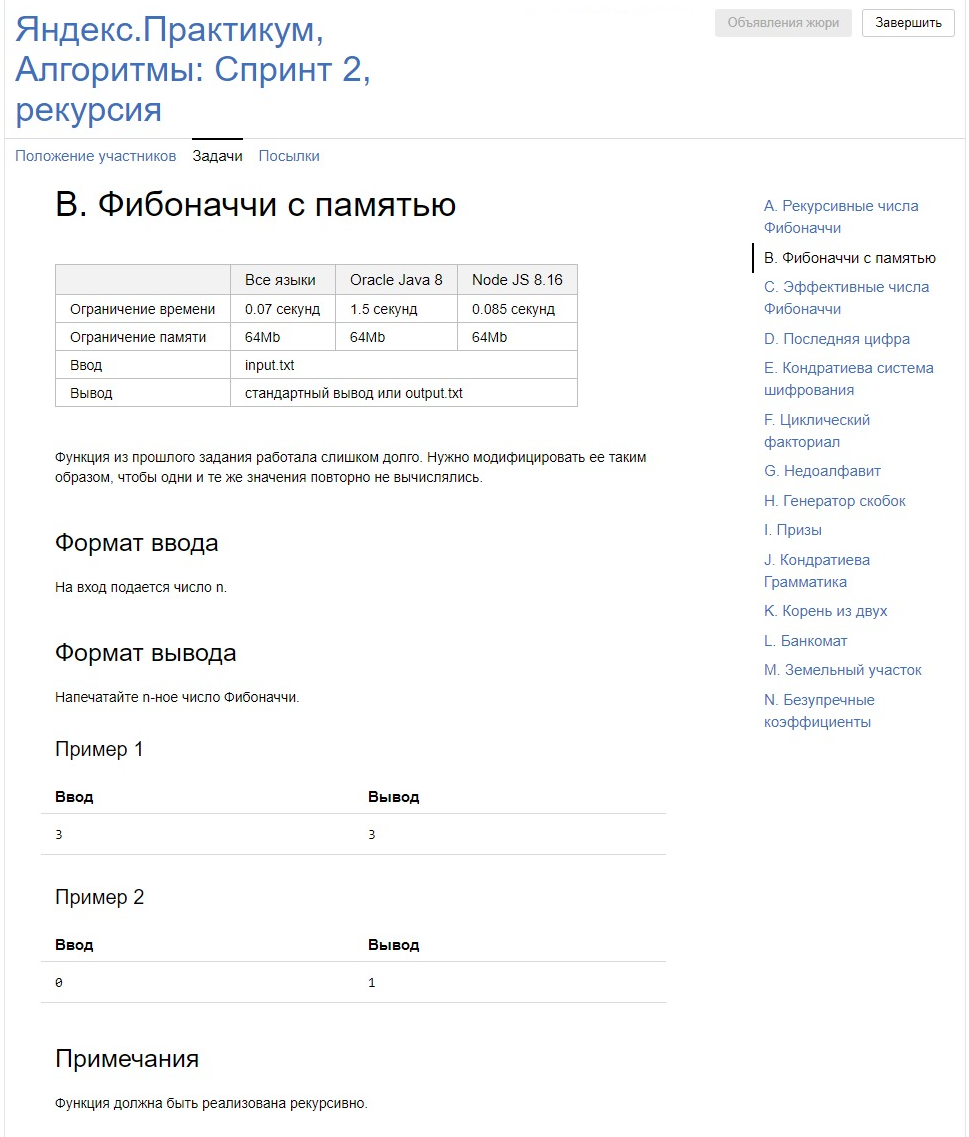 Яндекс.Практикум,
Алгоритмы: Спринт 2,
рекурсия
Объявления жюри
Завершить
Положение участников Задачи Посылки
B. Фибоначчи с памятью
Все языки Oracle Java 8 Node JS 8.16
Ограничение времени 0.07 секунд 1.5 секунд 0.085 секунд
Ограничение памяти 64Mb 64Mb 64Mb
Ввод input.txt
Вывод стандартный вывод или output.txt
Функция из прошлого задания работала слишком долго. Нужно модифицировать ее таким
образом, чтобы одни и те же значения повторно не вычислялись.
Формат ввода
На вход подается число n.
Формат вывода
Напечатайте n-ное число Фибоначчи.
Пример 1
Ввод Вывод
3 3
Пример 2
Ввод Вывод
0 1
Примечания
Функция должна быть реализована рекурсивно.
A. Рекурсивные числа
Фибоначчи
B. Фибоначчи с памятью
C. Эффективные числа
Фибоначчи
D. Последняя цифра
E. Кондратиева система
шифрования
F. Циклический
факториал
G. Недоалфавит
H. Генератор скобок
I. Призы
J. Кондратиева
Грамматика
K. Корень из двух
L. Банкомат
M. Земельный участок
N. Безупречные
коэффициенты